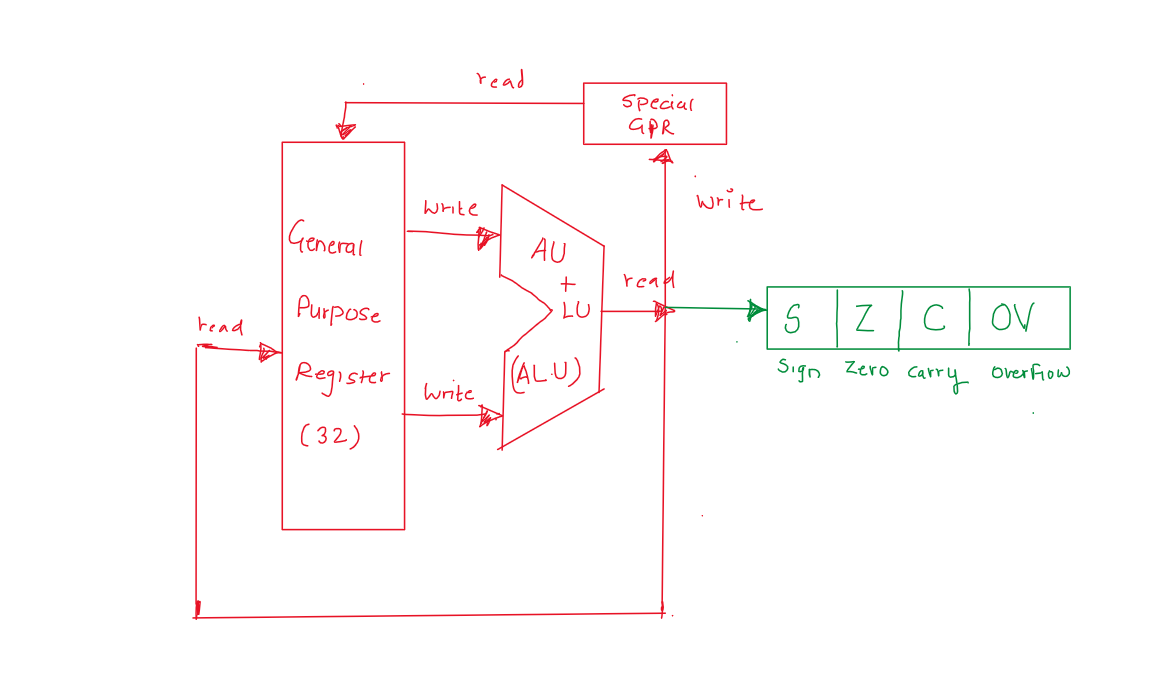 read
Special
GPR
write
write
General
AU
+
LU
read
Purpose
read
Register
(32)
write
(ALU)
S Z C OV
Sign Zero carry overflow